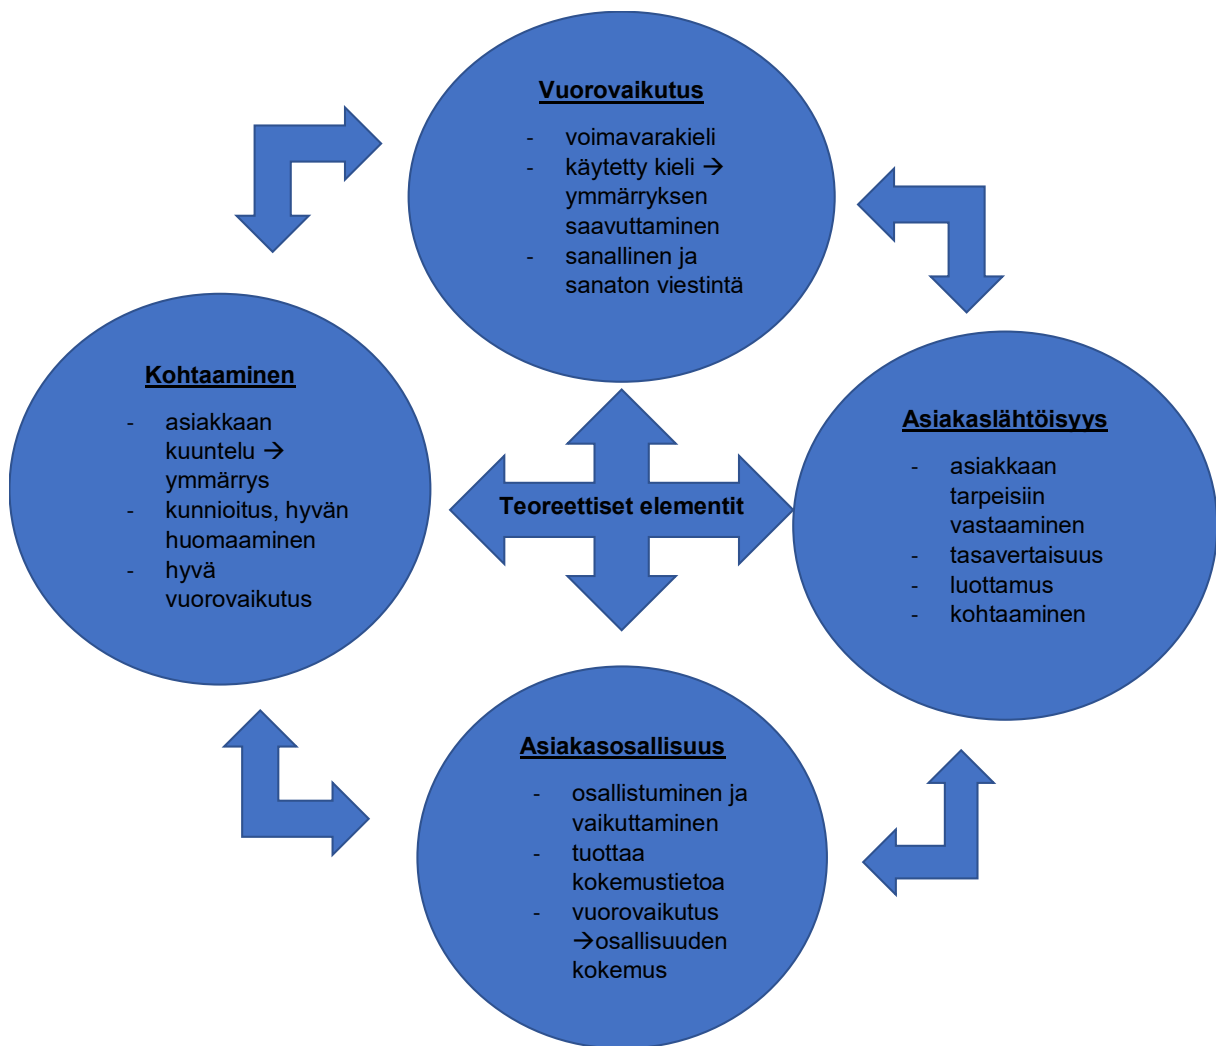 Vuorovaikutus
- voimavarakieli
- käytetty kieli →
ymmärryksen
saavuttaminen
- sanallinen ja
sanaton viestintä
Kohtaaminen
- asiakkaan
kuuntelu →
ymmärrys
- kunnioitus, hyvän
huomaaminen
- hyvä
vuorovaikutus
Teoreettiset elementit
Asiakaslähtöisyys
- asiakkaan
tarpeisiin
vastaaminen
- tasavertaisuus
- luottamus
- kohtaaminen
Asiakasosallisuus
- osallistuminen ja
vaikuttaminen
- tuottaa
kokemustietoa
- vuorovaikutus
→osallisuuden
kokemus